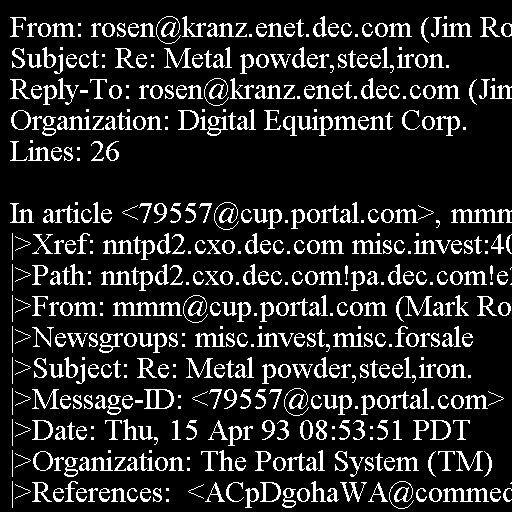 From: rosen@kranz.enet.dec.com (Jim Ro
Subject: Re: Metal powder,steel,iron.
Reply-To: rosen@kranz.enet.dec.com (Jim
Organization: Digital Equipment Corp.
Lines: 26

In article <79557@cup.portal.com>, mmm
|>Xref: nntpd2.cxo.dec.com misc.invest:40
|>Path: nntpd2.cxo.dec.com!pa.dec.com!e
|>From: mmm@cup.portal.com (Mark Ro
|>Newsgroups: misc.invest,misc.forsale
|>Subject: Re: Metal powder,steel,iron.
|>Message-ID: <79557@cup.portal.com>
|>Date: Thu, 15 Apr 93 08:53:51 PDT
|>Organization: The Portal System (TM)
|>References:  <ACpDgohaWA@commed